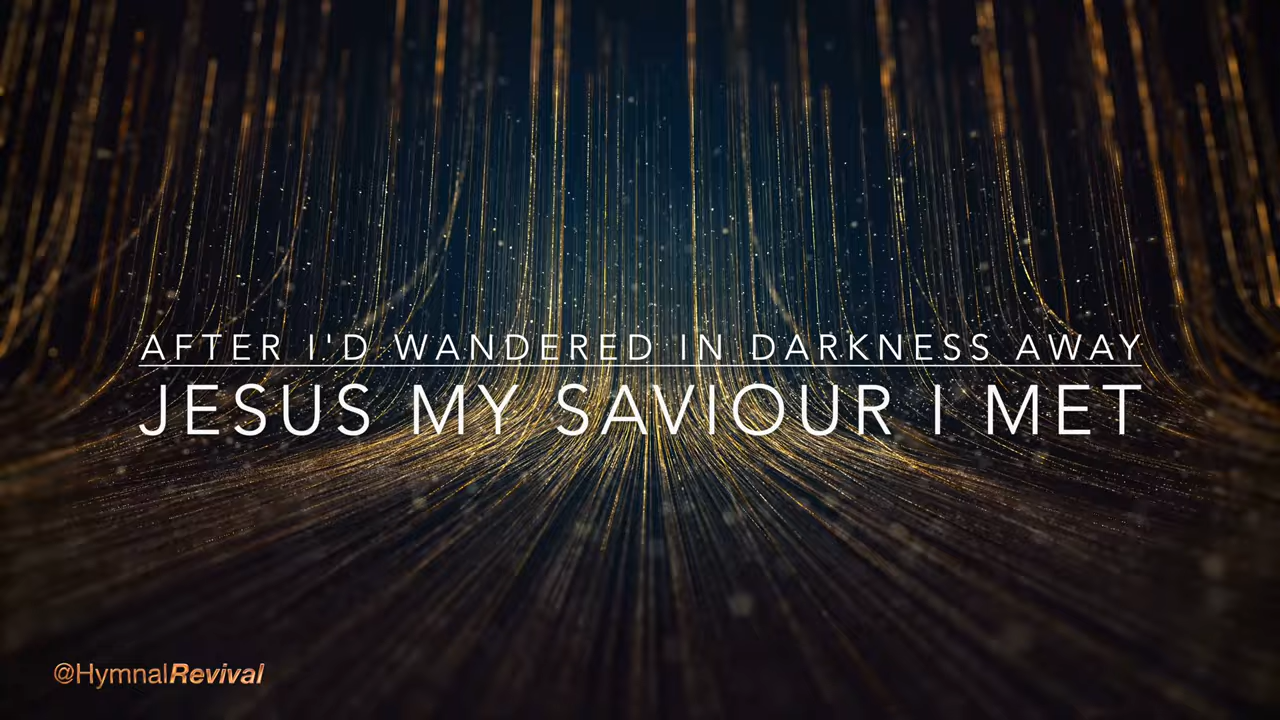 AFTER I'D WANDERED IN DARKNESS AWAY
JESUS MY SAVIOUR I MET
@HymnalRevival